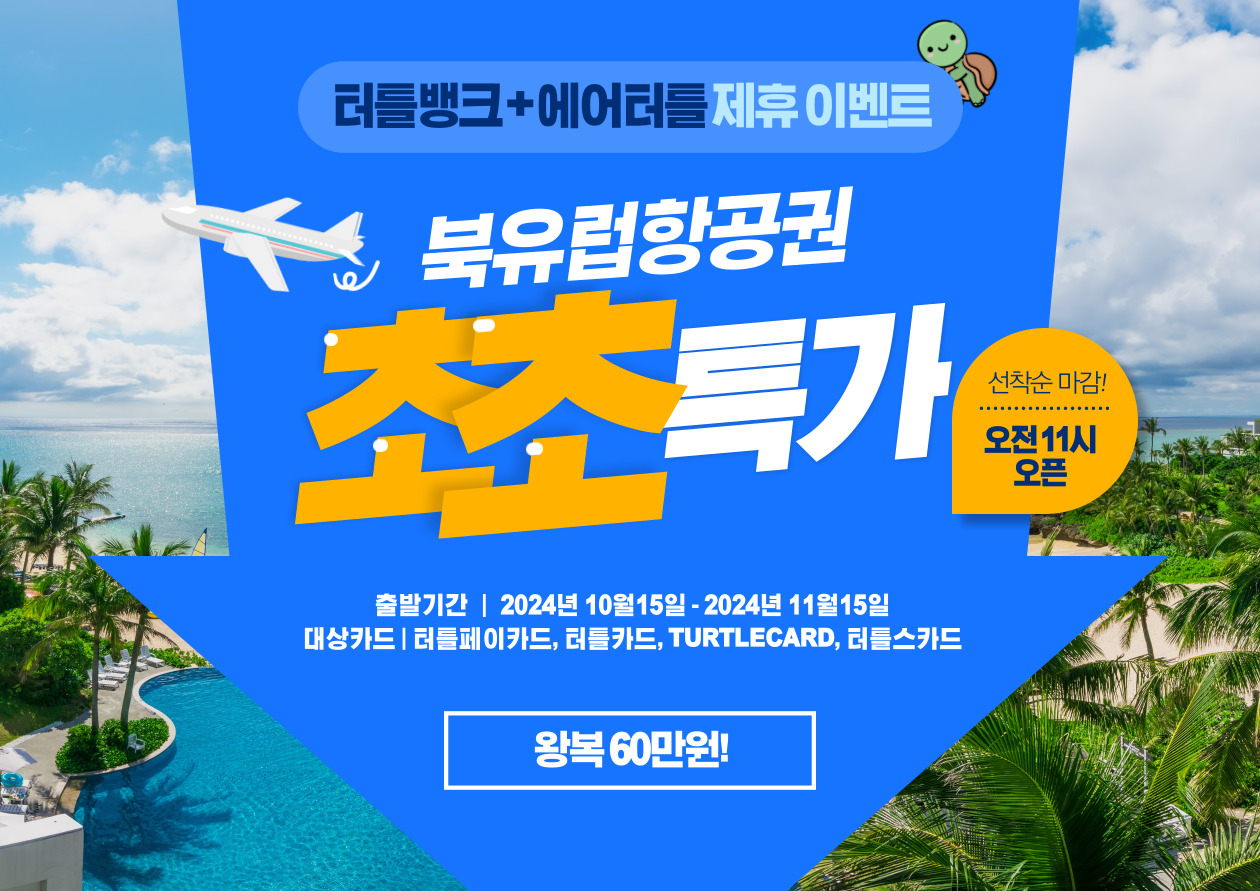 터틀뱅크+에어터틀 제휴 이벤트
북유럽항공권
초초특가
선착순 마감!
오전 11시
오픈
출발기간 | 2024년 10월15일 - 2024년 11월15일
대상카드 | 터틀페이카드, 터틀카드, TURTLECARD, 터틀스카드
왕복 60만원!